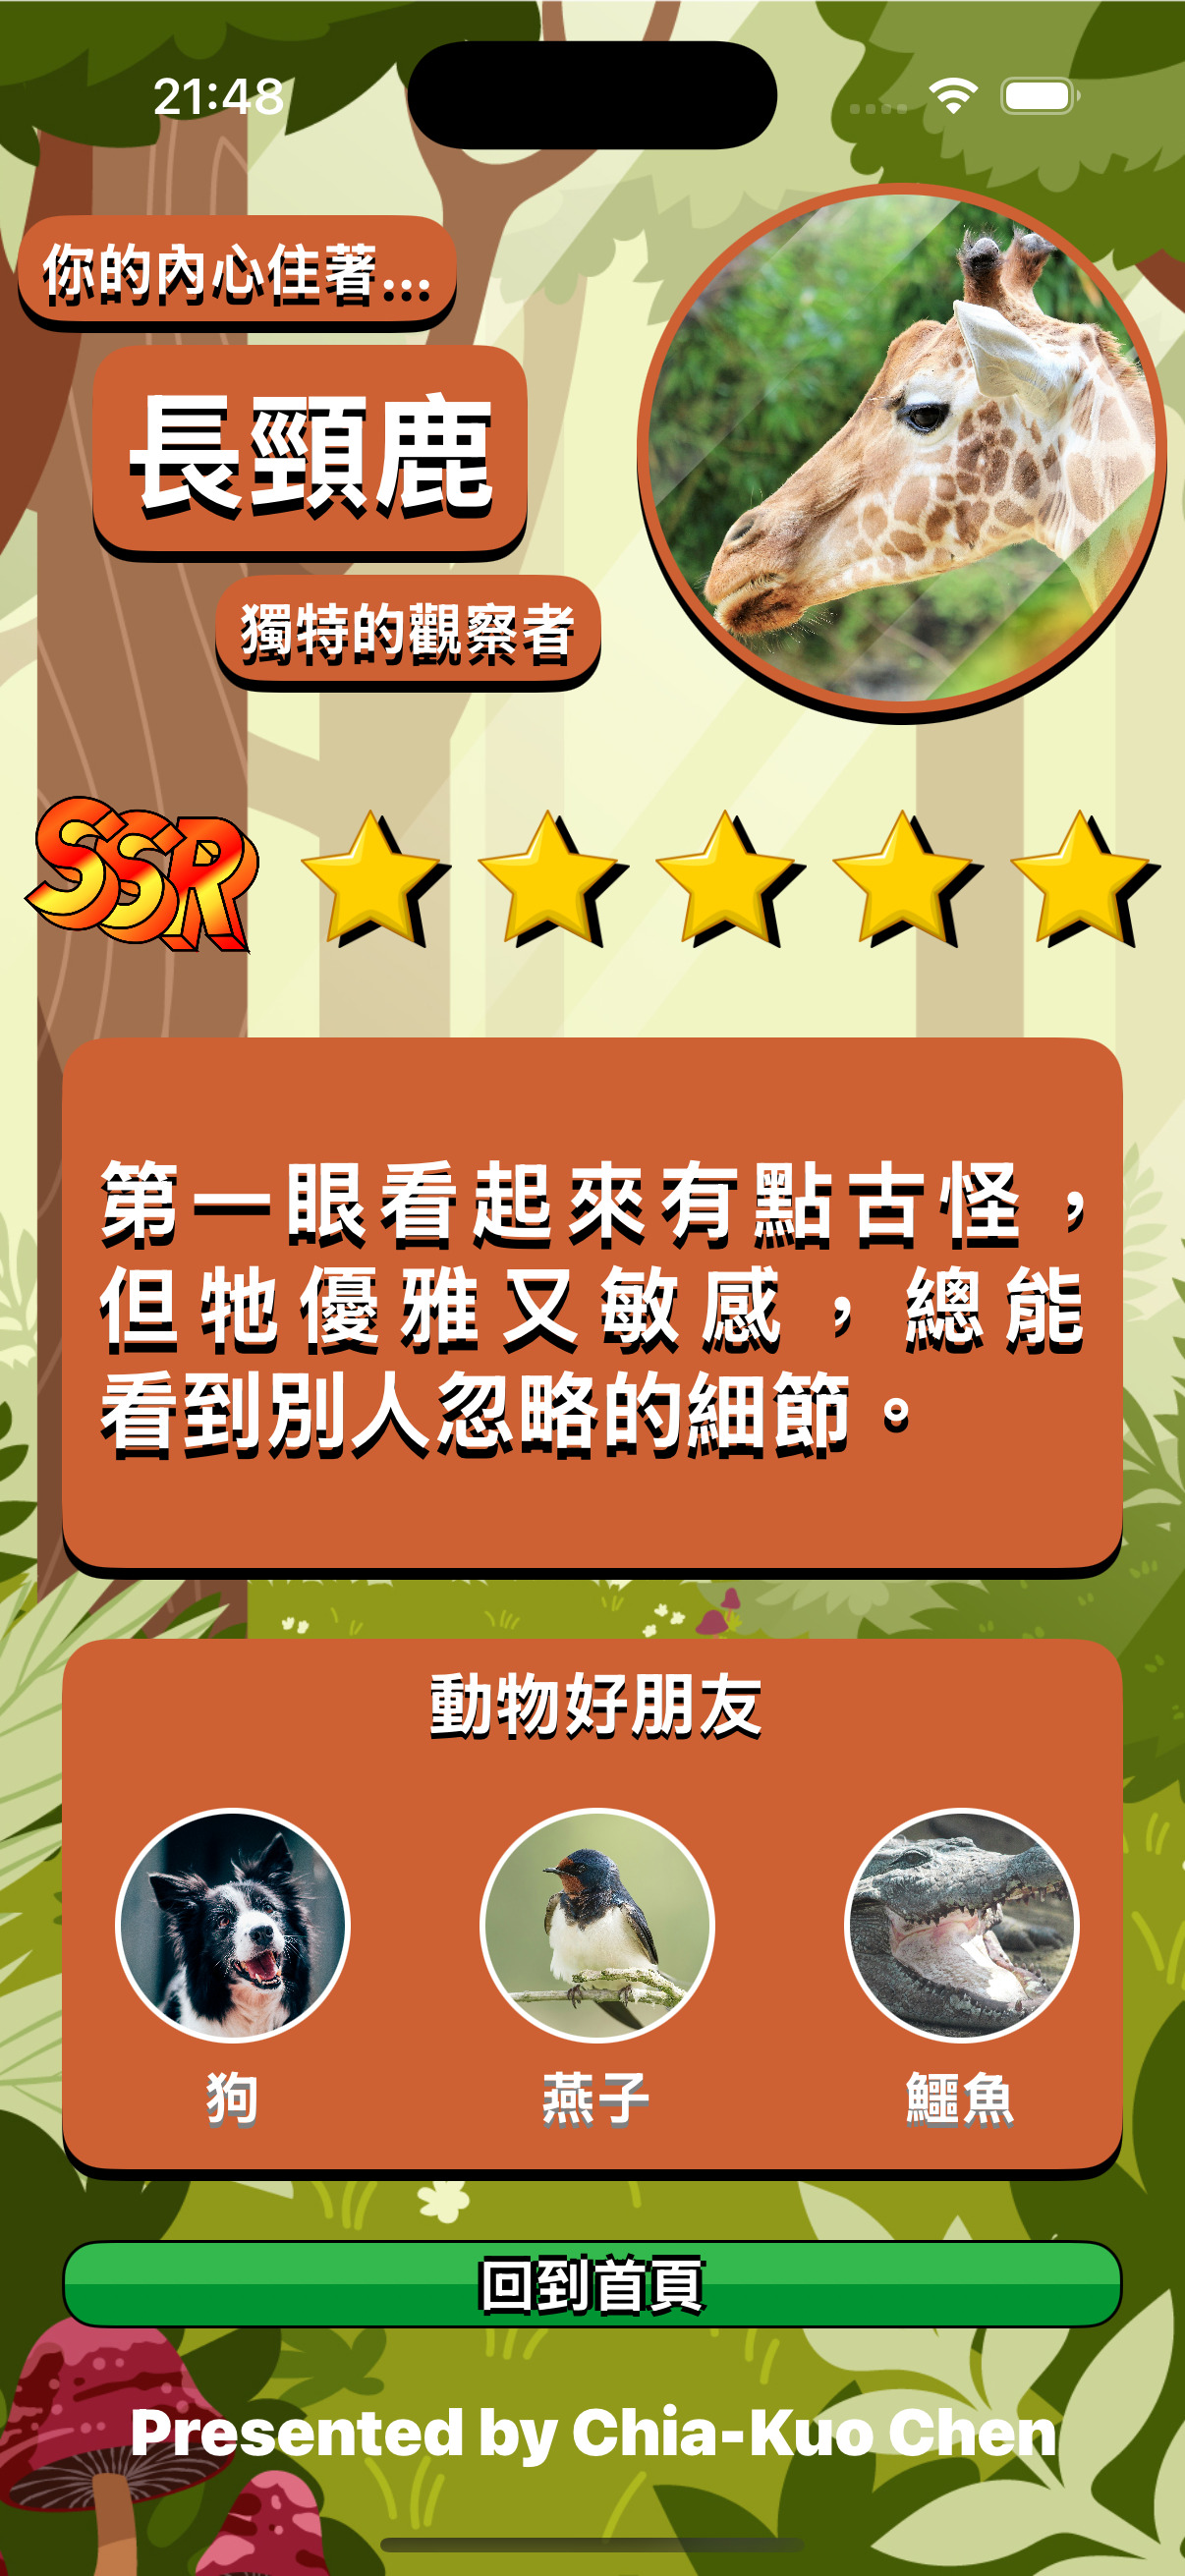 21:48
你的內心住著...
長頸鹿
獨特的觀察者
SSR
第一眼看起來有點古怪，
但牠優雅又敏感，總能
看到別人忽略的細節。
動物好朋友
狗
燕子
鱷魚
回到首頁
Presented by Chia-Kuo Chen